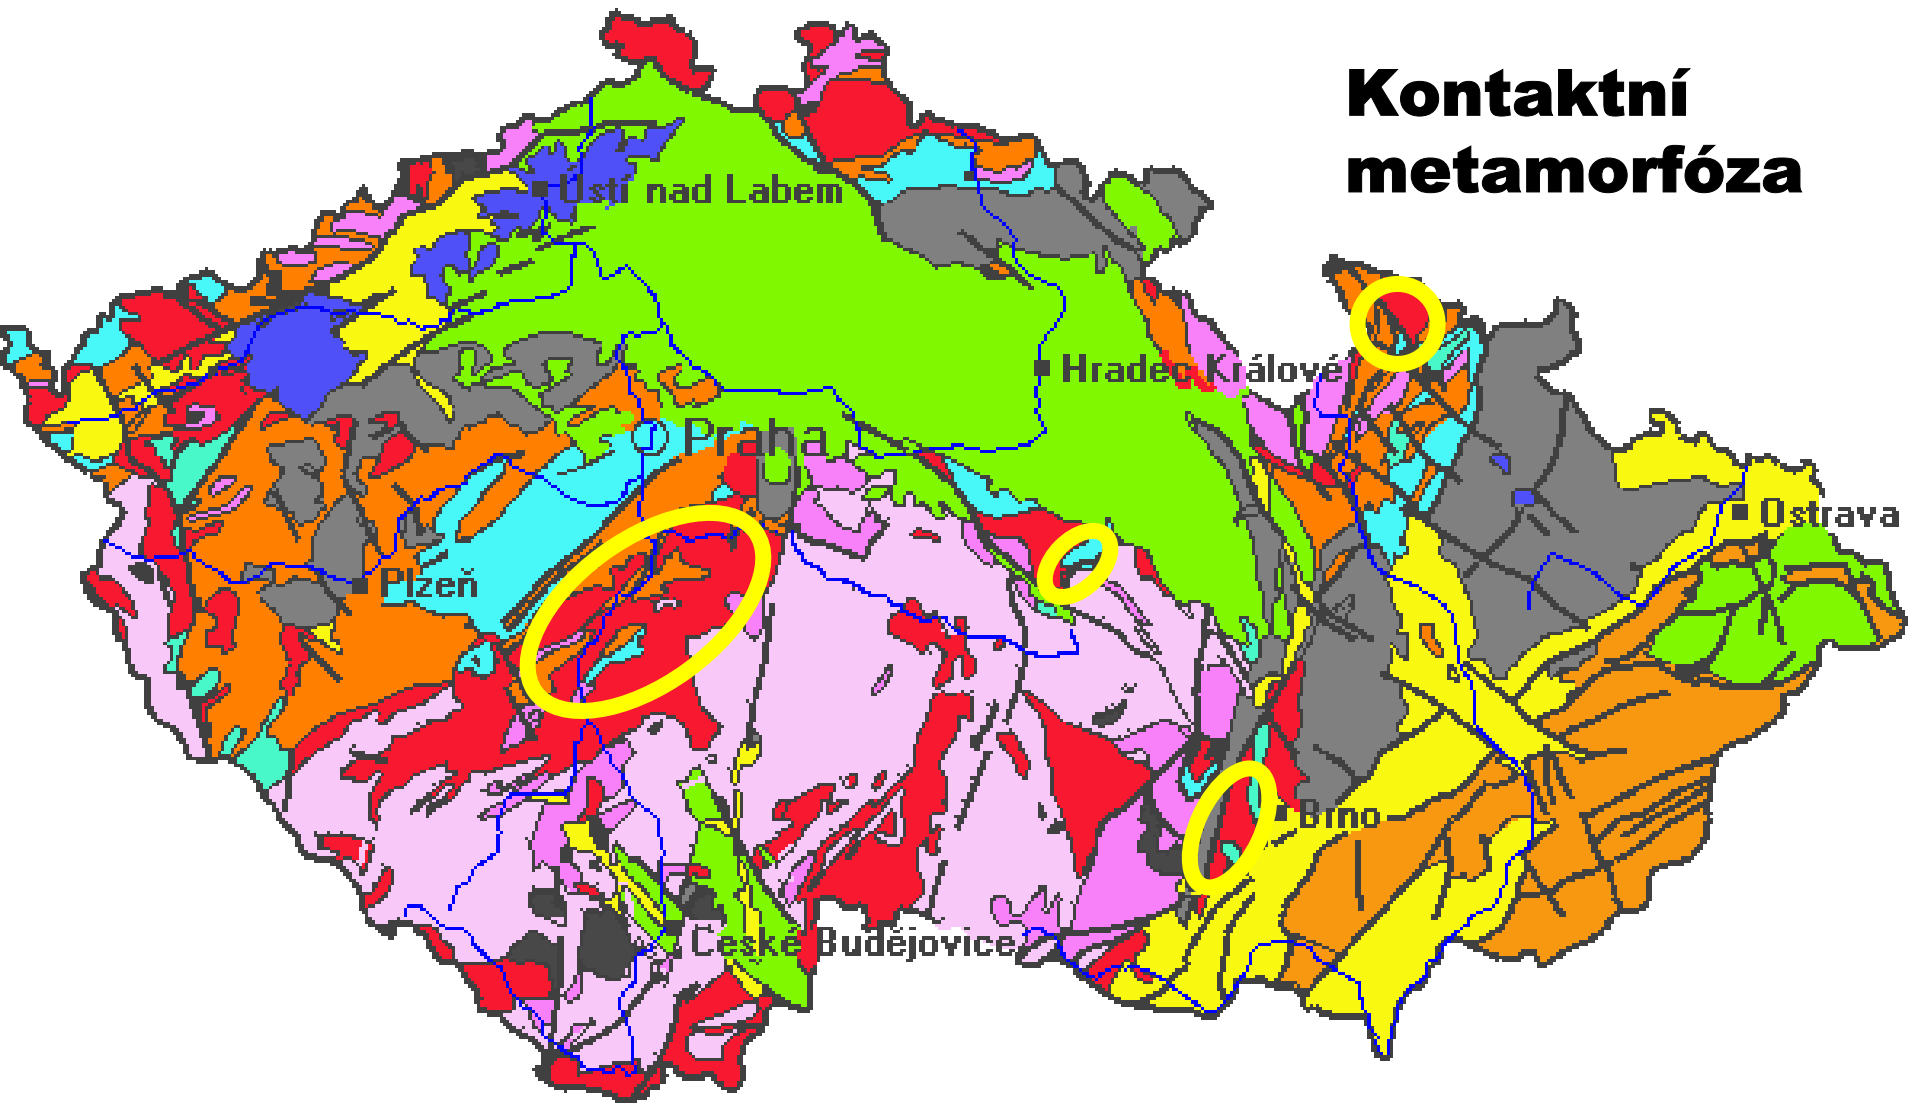 Kontaktní
metamorfóza
Ústí nad Labem
Hradec Králové
Praha
Ostrava
Plzeň
Brno
České Budějovice